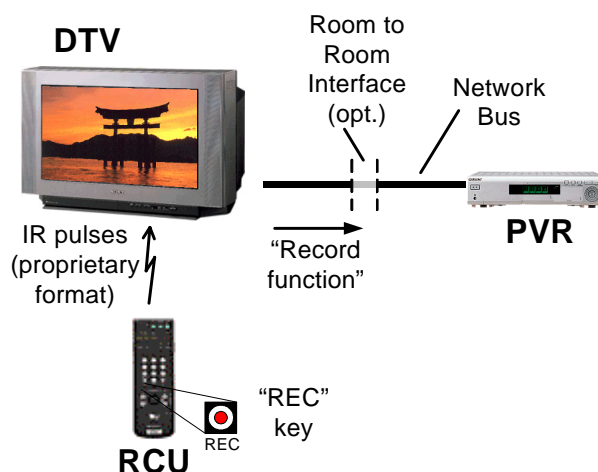 DTV
Room to
Room
Interface
(opt.)
Network
Bus
PVR
IR pulses
(proprietary
format)
“Record
function”
“REC”
key
REC
RCU